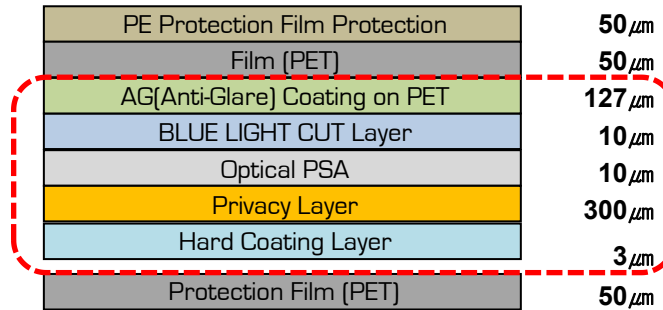 PE Protection Film Protection 50㎛
Film (PET) 50㎛
AG(Anti-Glare) Coating on PET 127㎛
BLUE LIGHT CUT Layer 10㎛
Optical PSA 10㎛
Privacy Layer 300㎛
Hard Coating Layer 3㎛
Protection Film (PET) 50㎛